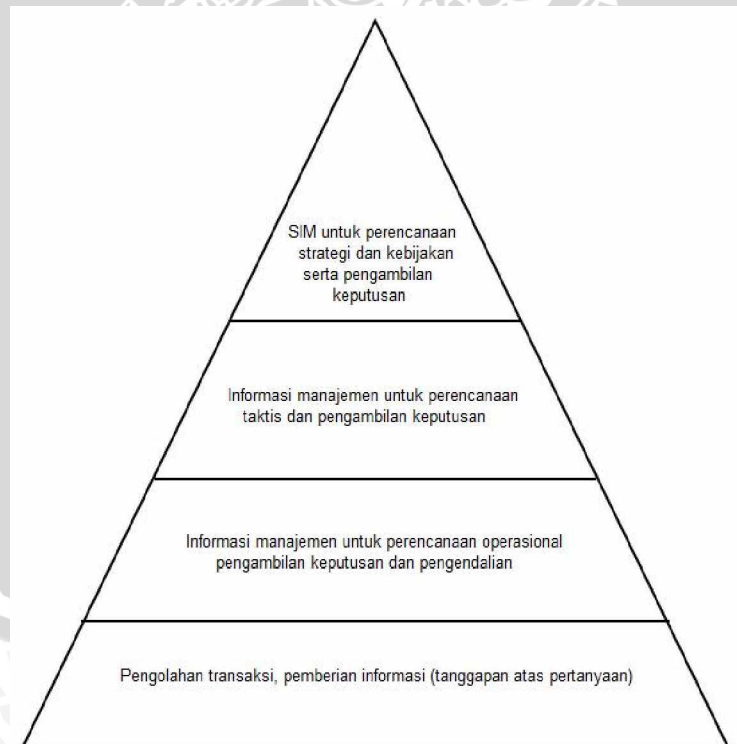 SIM untuk perencanaan
strategi dan kebijakan
serta pengambilan
keputusan
Informasi manajemen untuk perencanaan
taktis dan pengambilan keputusan
Informasi manajemen untuk perencanaan operasional
pengambilan keputusan dan pengendalian
Pengolahan transaksi, pemberian informasi (tanggapan atas pertanyaan)